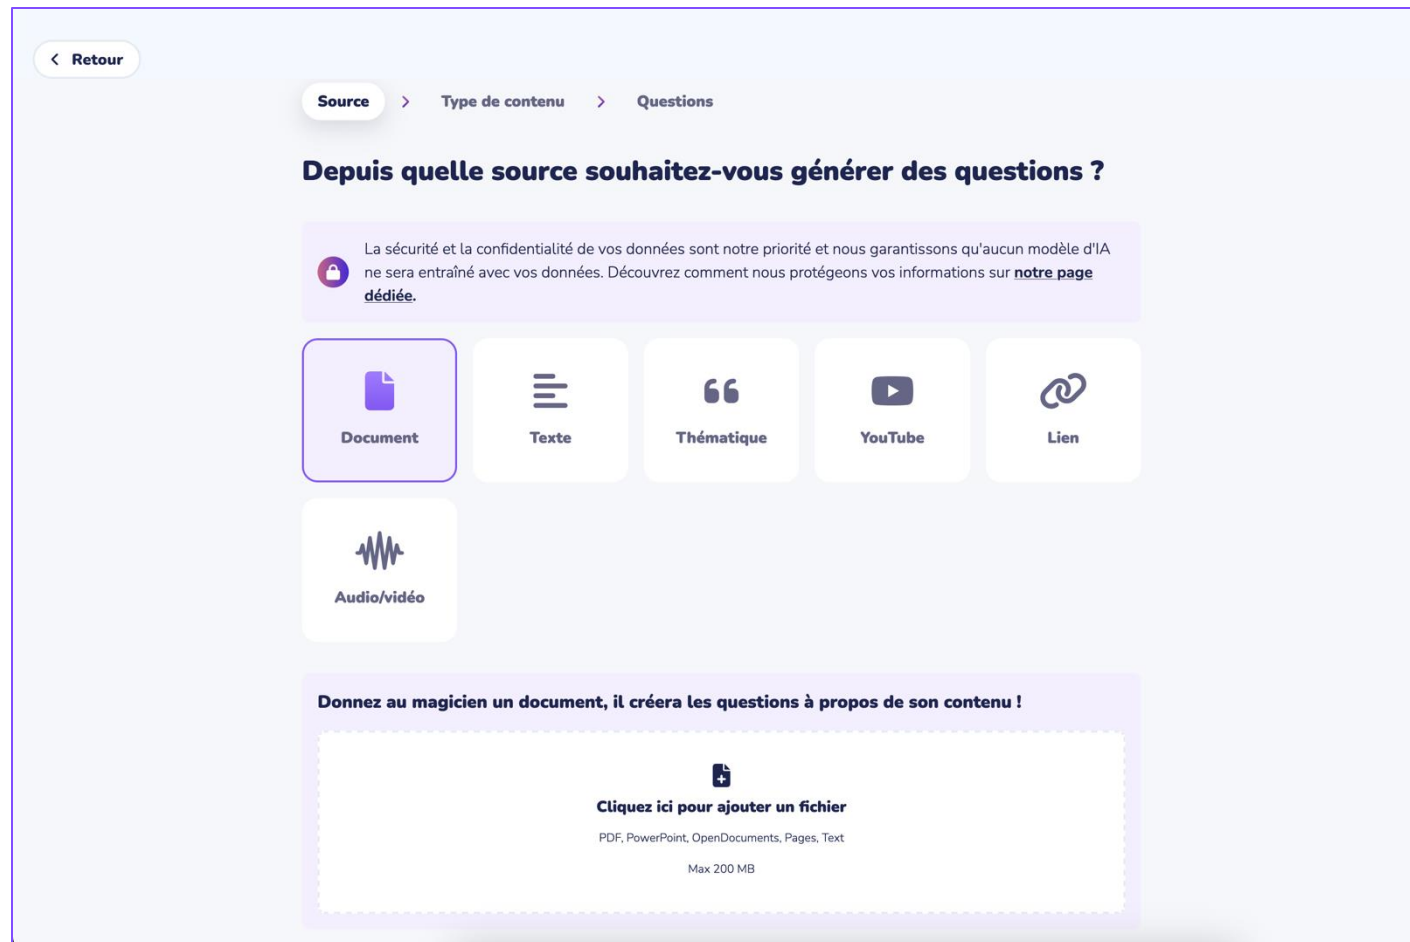 Retour
Source
Type de contenu
Questions
Depuis quelle source souhaitez-vous générer des questions ?
La sécurité et la confidentialité de vos données sont notre priorité et nous garantissons qu'aucun modèle d'IA
ne sera entraîné avec vos données. Découvrez comment nous protégeons vos informations sur notre page
dédiée.
Document
Texte
Thématique
YouTube
Lien
Audio/vidéo
Donnez au magicien un document, il créera les questions à propos de son contenu !
Cliquez ici pour ajouter un fichier
PDF, PowerPoint, OpenDocuments, Pages, Text
Max 200 MB